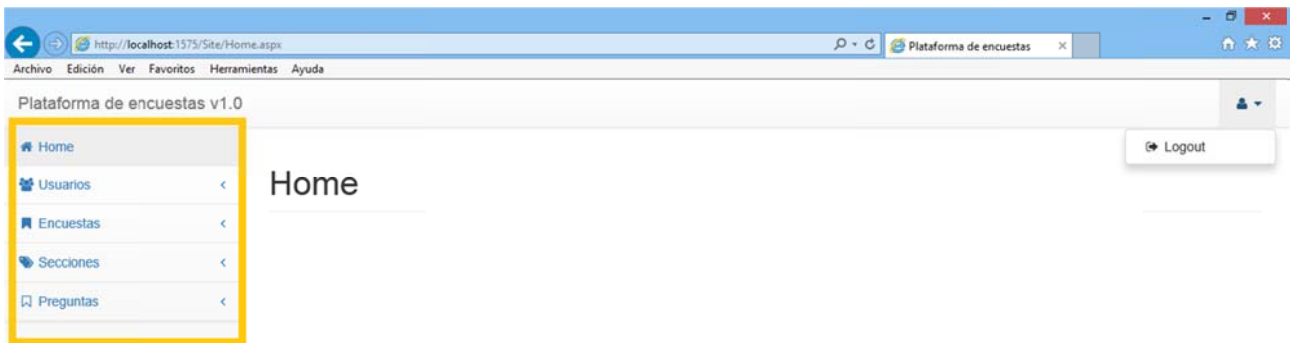 http://localhost:1575/Site/Home.aspx
Plataforma de encuestas
Archivo Edición Ver Favoritos Herramientas Ayuda
Plataforma de encuestas v1.0
Home
Logout
Usuarios
Home
Encuestas
Secciones
Preguntas